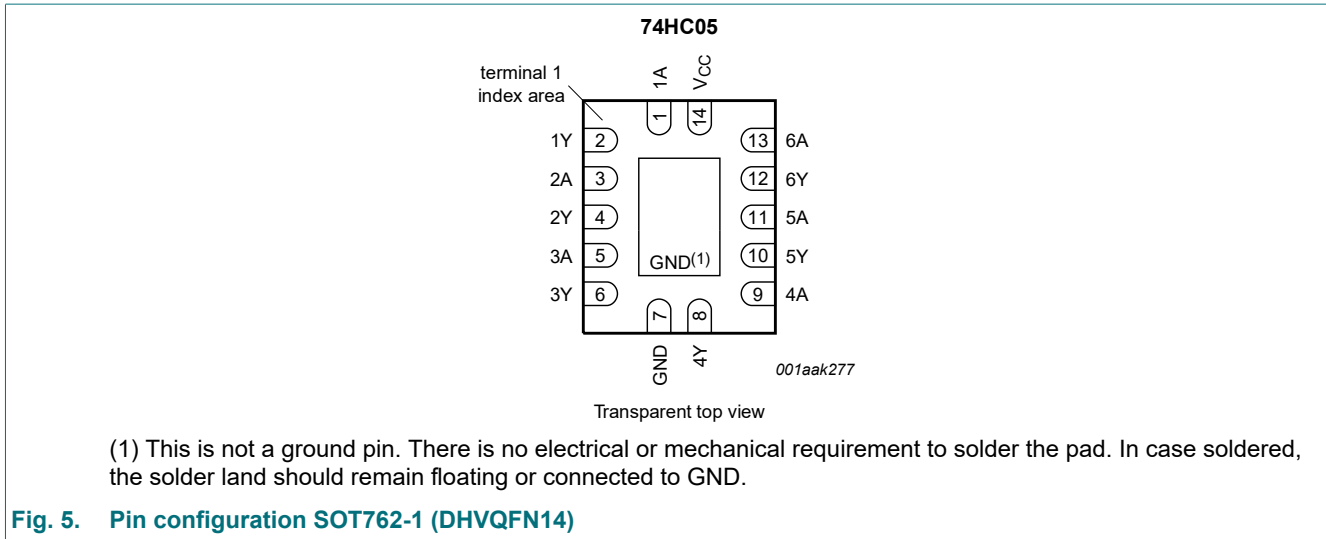 74HC05
terminal 1
index area
1A
VCC
1
14
1Y 2
13 6A
2A 3
12 6Y
2Y 4
11 5A
3A 5
GND(1)
10 5Y
3Y 6
9 4A
7
8
GND
4Y
001aak277
Transparent top view
(1) This is not a ground pin. There is no electrical or mechanical requirement to solder the pad. In case soldered,
the solder land should remain floating or connected to GND.
Fig. 5. Pin configuration SOT762-1 (DHVQFN14)